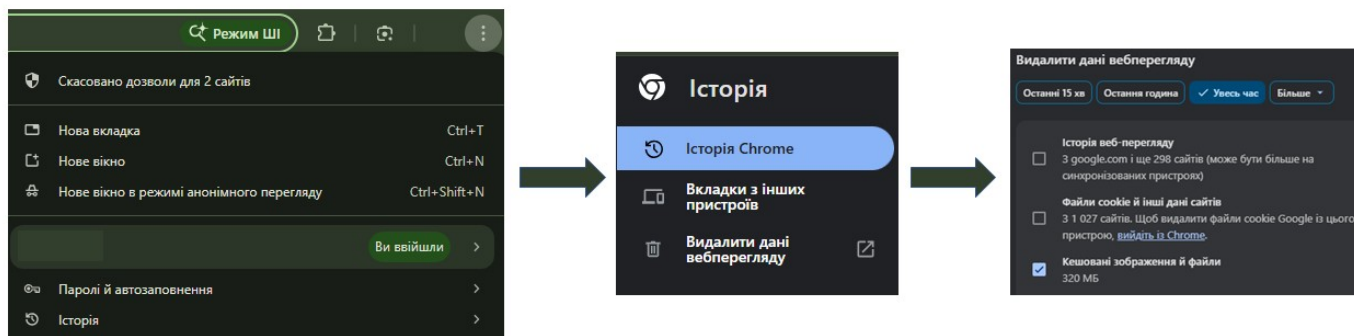 Режим ШІ
Скасовано дозволи для 2 сайтів
Нова вкладка Ctrl+T
Нове вікно Ctrl+N
Нове вікно в режимі анонімного перегляду Ctrl+Shift+N
Ви ввійшли
Паролі й автозаповнення
Історія
Історія
Історія Chrome
Вкладки з інших
пристроїв
Видалити дані
вебперегляду
Видалити дані вебперегляду
Останні 15 хв Остання година Увесь час Більше
Історія веб-перегляду
З google.com і ще 298 сайтів (може бути більше на
синхронізованих пристроях)
Файли cookie й інші дані сайтів
З 1 027 сайтів. Щоб видалити файли cookie Google із цього
пристрою, вийдіть із Chrome.
Кешовані зображення й файли
320 МБ